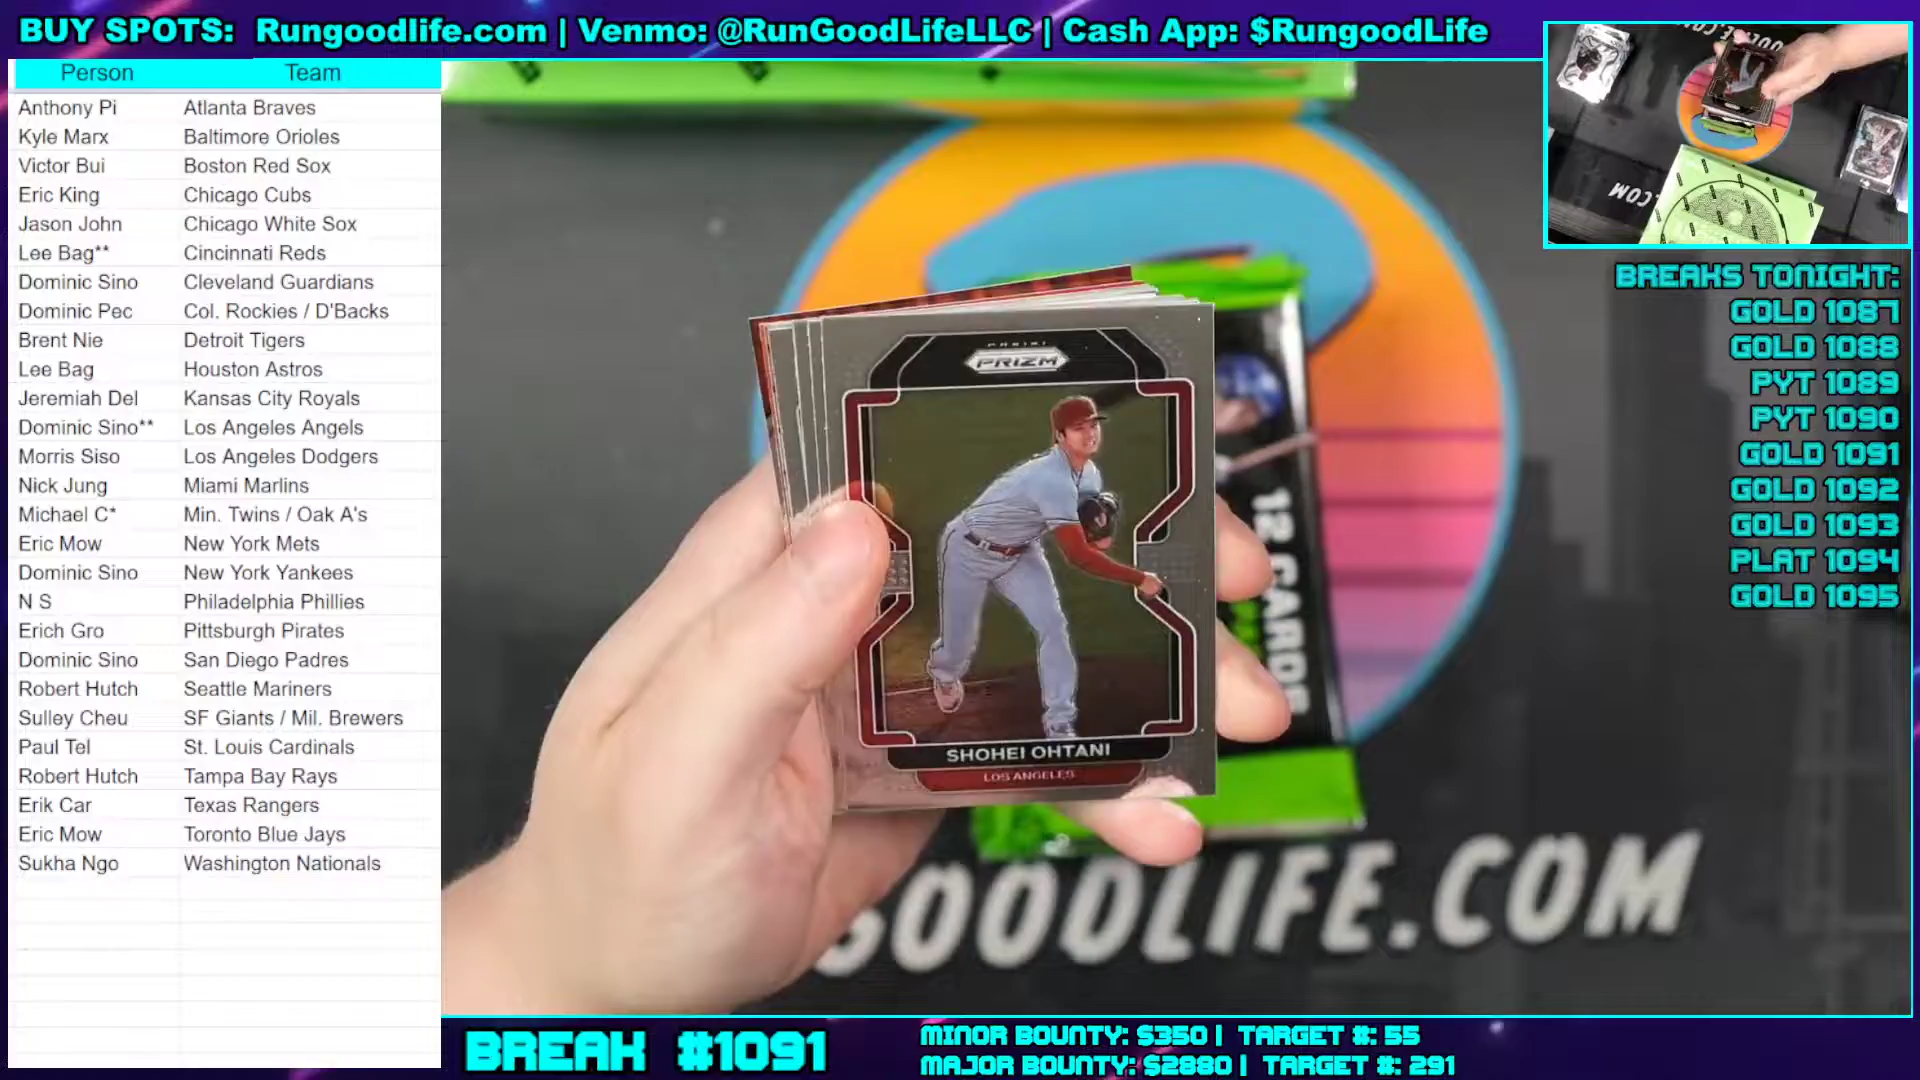 BUY SPOTS: Rungoodlife.com | Venmo: @RunGoodLifeLLC | Cash App: $RungoodLife
Person Team
Anthony Pi Atlanta Braves
Kyle Marx Baltimore Orioles
Victor Bui Boston Red Sox
Eric King Chicago Cubs
Jason John Chicago White Sox
Lee Bag** Cincinnati Reds
Dominic Sino Cleveland Guardians
Dominic Pec Col. Rockies / D'Backs
Brent Nie Detroit Tigers
Lee Bag Houston Astros
Jeremiah Del Kansas City Royals
Dominic Sino** Los Angeles Angels
Morris Siso Los Angeles Dodgers
Nick Jung Miami Marlins
Michael C* Min. Twins / Oak A's
Eric Mow New York Mets
Dominic Sino New York Yankees
N S Philadelphia Phillies
Erich Gro Pittsburgh Pirates
Dominic Sino San Diego Padres
Robert Hutch Seattle Mariners
Sulley Cheu SF Giants / Mil. Brewers
Paul Tel St. Louis Cardinals
Robert Hutch Tampa Bay Rays
Erik Car Texas Rangers
Eric Mow Toronto Blue Jays
Sukha Ngo Washington Nationals
PANINI
PRIZM
SHOHEI OHTANI
LOS ANGELES
12 CARDS
GOODLIFE.COM
.COM
BREAKS TONIGHT:
GOLD 1087
GOLD 1088
PYT 1089
PYT 1090
GOLD 1091
GOLD 1092
GOLD 1093
PLAT 1094
GOLD 1095
BREAK #1091
MINOR BOUNTY: $350 | TARGET #: 55
MAJOR BOUNTY: $2880 | TARGET #: 291